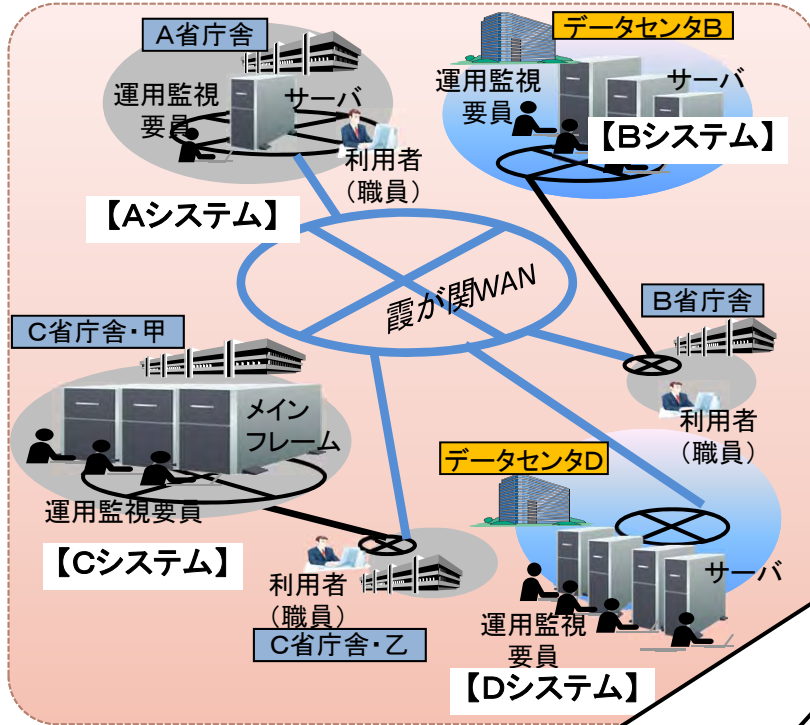 A省庁舎
運用監視
要員
サーバ
利用者
(職員)
【Aシステム】
データセンタB
運用監視
要員
サーバ
【Bシステム】
霞が関WAN
B省庁舎
利用者
(職員)
C省庁舎・甲
メイン
フレーム
運用監視要員
【Cシステム】
利用者
(職員)
C省庁舎・乙
データセンタD
サーバ
運用監視
要員
【Dシステム】